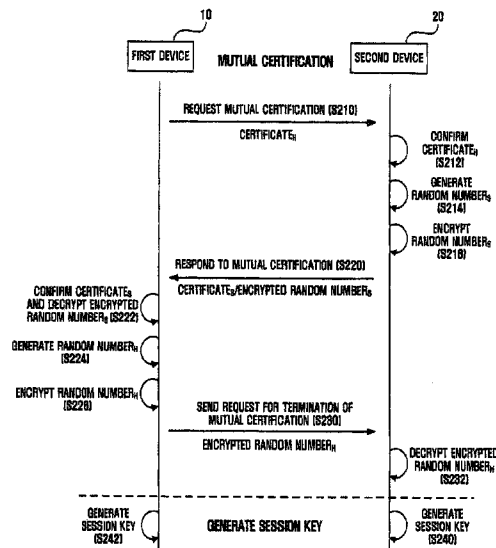 10
20
FIRST DEVICE
MUTUAL CERTIFICATION
SECOND DEVICE
REQUEST MUTUAL CERTIFICATION (S210)
CERTIFICATEH
CONFIRM
CERTIFICATEH
(S212)
GENERATE
RANDOM NUMBERS
(S214)
ENCRYPT
RANDOM NUMBERS
(S216)
RESPOND TO MUTUAL CERTIFICATION (S220)
CERTIFICATES/ENCRYPTED RANDOM NUMBERS
CONFIRM CERTIFICATES
AND DECRYPT ENCRYPTED
RANDOM NUMBERS (S222)
GENERATE RANDOM NUMBERH
(S224)
ENCRYPT RANDOM NUMBERH
(S226)
SEND REQUEST FOR TERMINATION OF
MUTUAL CERTIFICATION (S230)
ENCRYPTED RANDOM NUMBERH
DECRYPT ENCRYPTED
RANDOM NUMBERH
(S232)
GENERATE
SESSION KEY
(S242)
GENERATE SESSION KEY
GENERATE
SESSION KEY
(S240)